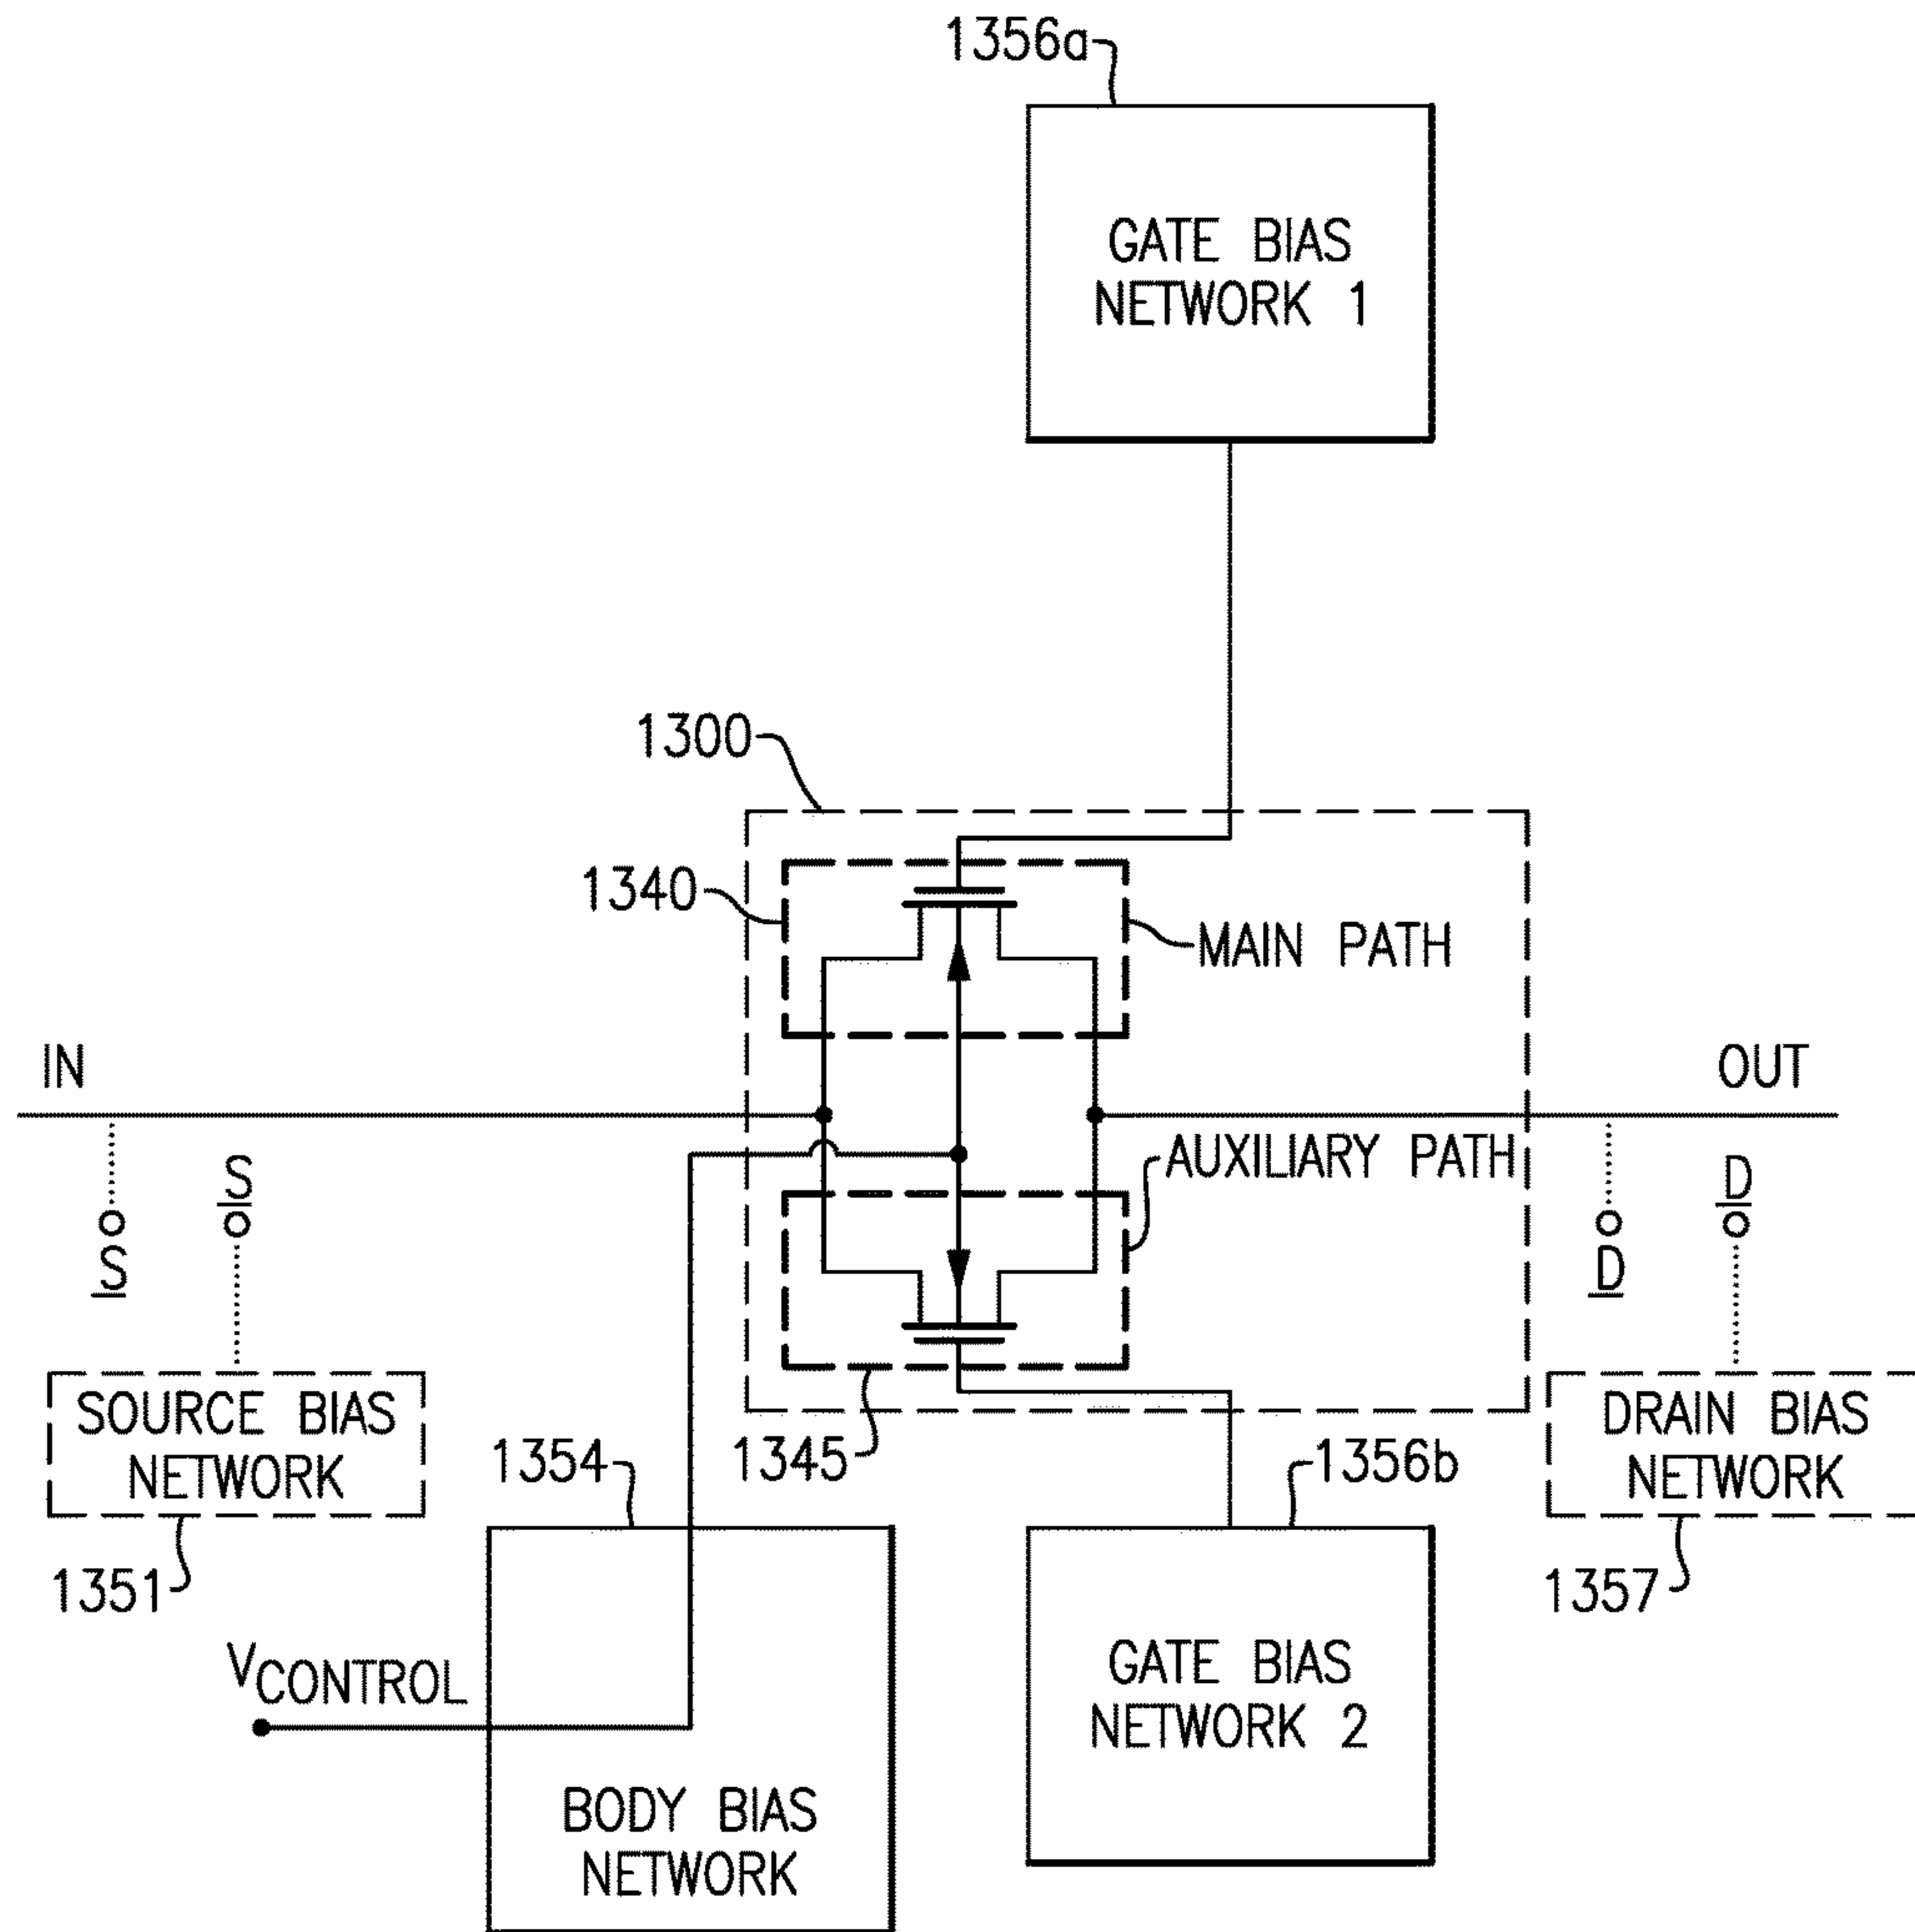 1356a
GATE BIAS
NETWORK 1
1300
1340
MAIN PATH
IN
OUT
AUXILIARY PATH
S
S
D
D
SOURCE BIAS
NETWORK
1354
1345
1356b
DRAIN BIAS
NETWORK
1351
1357
VCONTROL
GATE BIAS
NETWORK 2
BODY BIAS
NETWORK